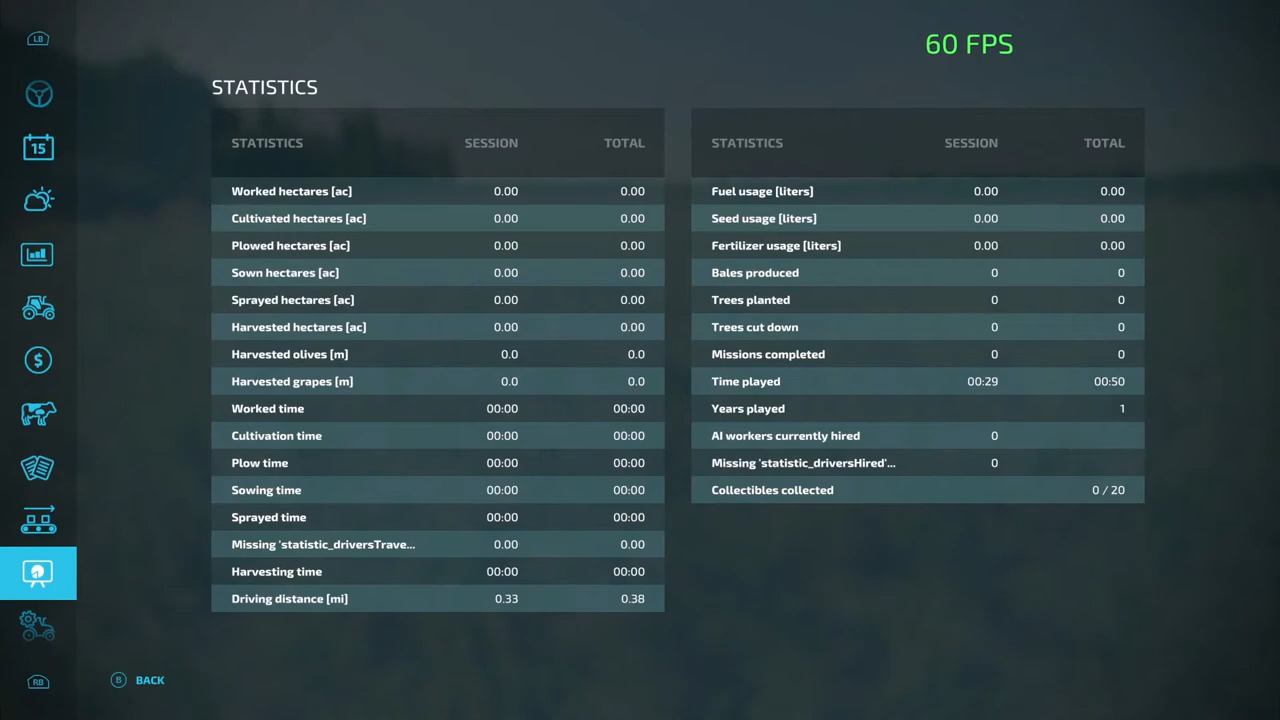 LB
60 FPS
STATISTICS
STATISTICS SESSION TOTAL
Worked hectares [ac] 0.00 0.00
Cultivated hectares [ac] 0.00 0.00
Plowed hectares [ac] 0.00 0.00
Sown hectares [ac] 0.00 0.00
Sprayed hectares [ac] 0.00 0.00
Harvested hectares [ac] 0.00 0.00
Harvested olives [m] 0.0 0.0
Harvested grapes [m] 0.0 0.0
Worked time 00:00 00:00
Cultivation time 00:00 00:00
Plow time 00:00 00:00
Sowing time 00:00 00:00
Sprayed time 00:00 00:00
Missing 'statistic_driversTrave... 0.00 0.00
Harvesting time 00:00 00:00
Driving distance [mi] 0.33 0.38
STATISTICS SESSION TOTAL
Fuel usage [liters] 0.00 0.00
Seed usage [liters] 0.00 0.00
Fertilizer usage [liters] 0.00 0.00
Bales produced 0 0
Trees planted 0 0
Trees cut down 0 0
Missions completed 0 0
Time played 00:29 00:50
Years played 1
AI workers currently hired 0
Missing 'statistic_driversHired'... 0
Collectibles collected 0 / 20
15
$
RB
B BACK